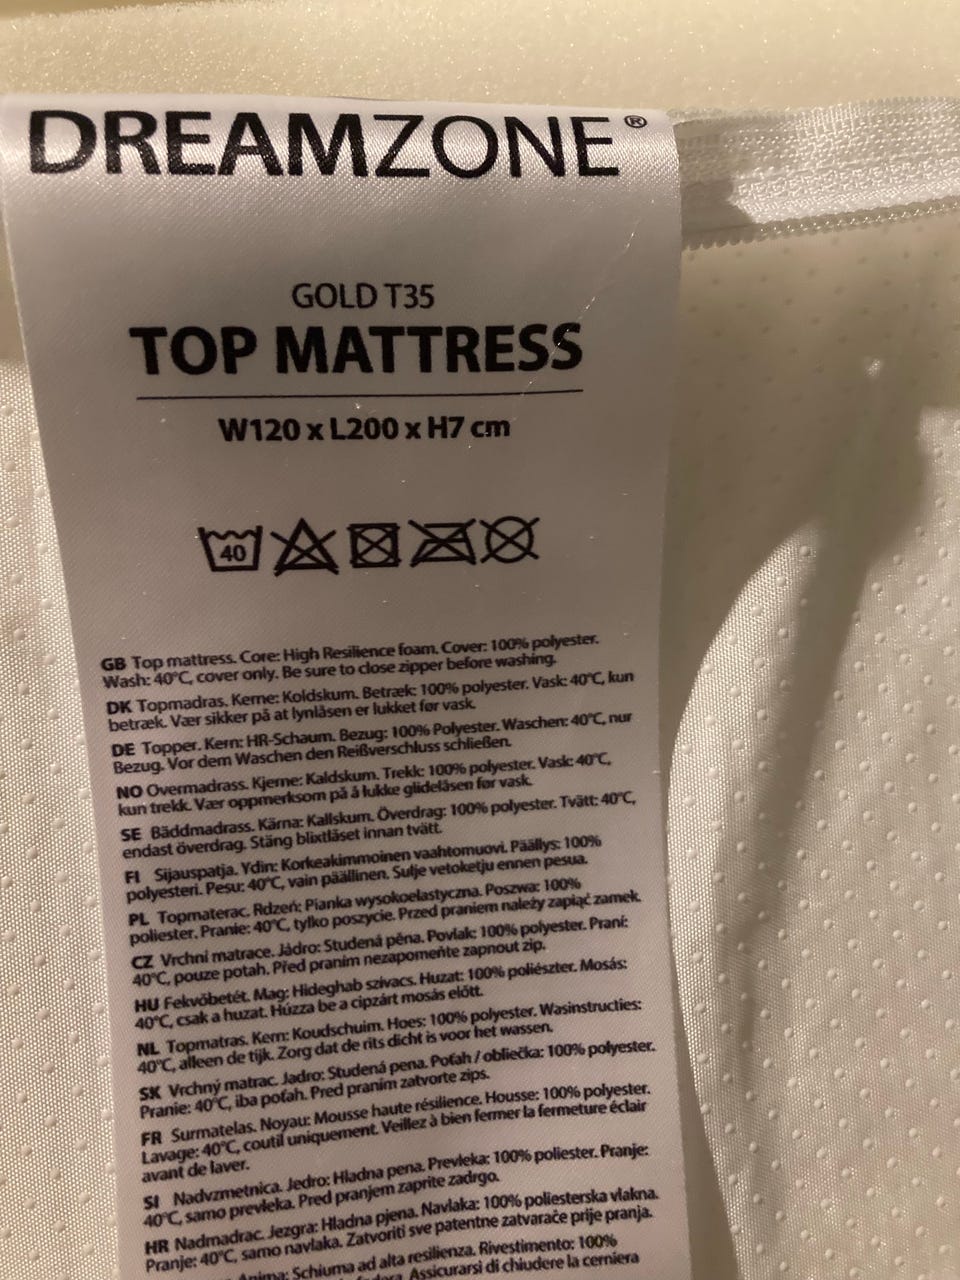 DREAMZONE®
GOLD T35
TOP MATTRESS
W120 x L200 x H7 cm
40
GB Top mattress. Core: High Resilience foam. Cover: 100% polyester.
Wash: 40°C, cover only. Be sure to close zipper before washing.
DK Topmadras. Kerne: Koldskum. Betræk: 100% polyester. Vask: 40°C, kun
betræk. Vær sikker på at lynlåsen er lukket før vask.
DE Topper. Kern: HR-Schaum. Bezug: 100% Polyester. Waschen: 40°C, nur
Bezug. Vor dem Waschen den Reißverschluss schließen.
NO Overmadrass. Kjerne: Kaldskum. Trekk: 100% polyester. Vask: 40°C,
kun trekk. Vær oppmerksom på å lukke glidelåsen før vask.
SE Bäddmadrass. Kärna: Kallskum. Överdrag: 100% polyester. Tvätt: 40°C,
endast överdrag. Stäng blixtlåset innan tvätt.
FI Sijauspatja. Ydin: Korkeakimmoinen vaahtomuovi. Päällys: 100%
polyesteri. Pesu: 40°C, vain päällinen. Sulje vetoketju ennen pesua.
PL Topmaterac. Rdzeń: Pianka wysokoelastyczna. Poszwa: 100%
poliester. Pranie: 40°C, tylko poszycie. Przed praniem należy zapiąć zamek.
CZ Vrchní matrace. Jádro: Studená pěna. Povlak: 100% polyester. Praní:
40°C, pouze potah. Před praním nezapomeňte zapnout zip.
HU Fekvőbetét. Mag: Hideghab szivacs. Huzat: 100% poliészter. Mosás:
40°C, csak a huzat. Húzza be a cipzárt mosás előtt.
NL Topmatras. Kern: Koudschuim. Hoes: 100% polyester. Wasinstructies:
40°C, alleen de tijk. Zorg dat de rits dicht is voor het wassen.
SK Vrchný matrac. Jadro: Studená pena. Poťah / obliečka: 100% polyester.
Pranie: 40°C, iba poťah. Pred praním zatvorte zips.
FR Surmatelas. Noyau: Mousse haute résilience. Housse: 100% polyester.
Lavage: 40°C, coutil uniquement. Veillez à bien fermer la fermeture éclair
avant de laver.
SI Nadvzmetnica. Jedro: Hladna pena. Prevleka: 100% poliester. Pranje:
40°C, samo prevleka. Pred pranjem zaprite zadrgo.
HR Nadmadrac. Jezgra: Hladna pjena. Navlaka: 100% poliesterska vlakna.
Pranje: 40°C, samo navlaka. Zatvoriti sve patentne zatvarače prije pranja.
Anima: Schiuma ad alta resilienza. Rivestimento: 100%
Assicurarsi di chiudere la cerniera